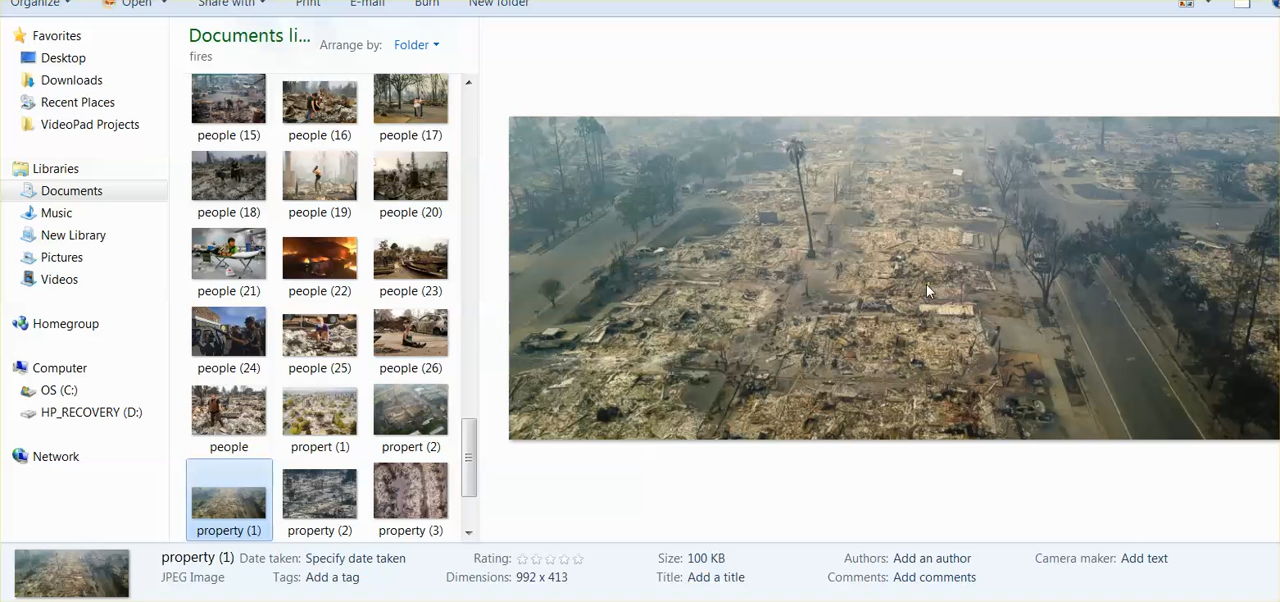 Organize
Open
Share with
Print
E-mail
Burn
New folder
Favorites
Desktop
Downloads
Recent Places
VideoPad Projects
Libraries
Documents
Music
New Library
Pictures
Videos
Homegroup
Computer
OS (C:)
HP_RECOVERY (D:)
Network
Documents li...
fires
Arrange by: Folder
people (15) people (16) people (17)
people (18) people (19) people (20)
people (21) people (22) people (23)
people (24) people (25) people (26)
people propert (1) propert (2)
property (1) property (2) property (3)
property (1) Date taken: Specify date taken Rating: Size: 100 KB Authors: Add an author Camera maker: Add text
JPEG Image Tags: Add a tag Dimensions: 992 x 413 Title: Add a title Comments: Add comments